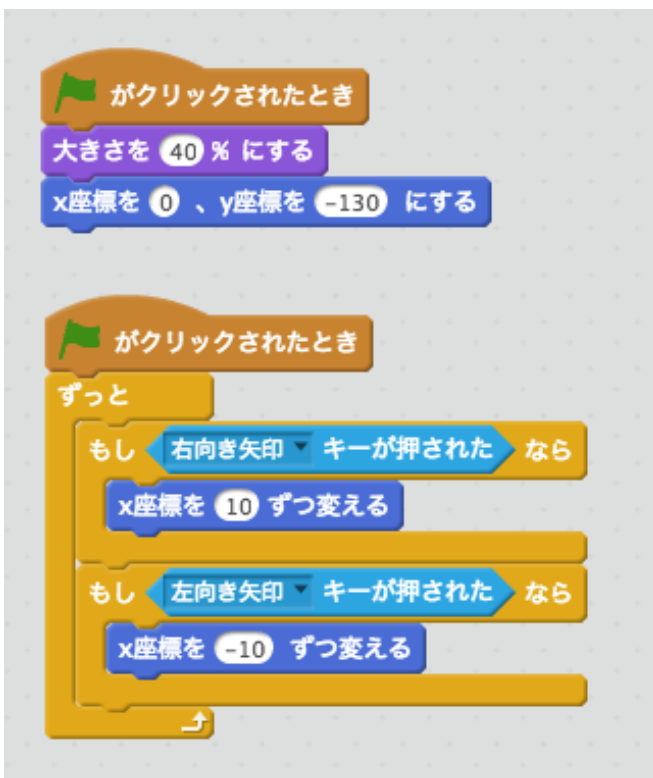 がクリックされたとき
大きさを 40 % にする
x座標を 0 、y座標を -130 にする
がクリックされたとき
ずっと
もし 右向き矢印 キーが押された なら
x座標を 10 ずつ変える
もし 左向き矢印 キーが押された なら
x座標を -10 ずつ変える